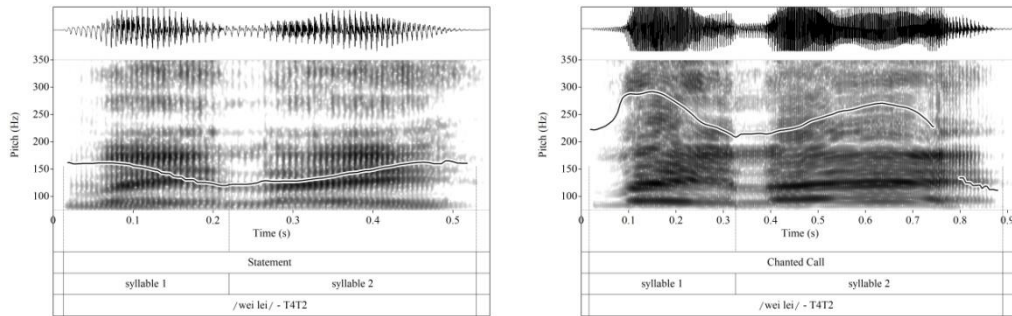 350
300
250
200
150
100
Pitch (Hz)
0 0.1 0.2 0.3 0.4 0.5
Time (s)
Statement
syllable 1 syllable 2
/wei lei/ - T4T2
350
300
250
200
150
100
Pitch (Hz)
0 0.1 0.2 0.3 0.4 0.5 0.6 0.7 0.8 0.9
Time (s)
Chanted Call
syllable 1 syllable 2
/wei lei/ - T4T2